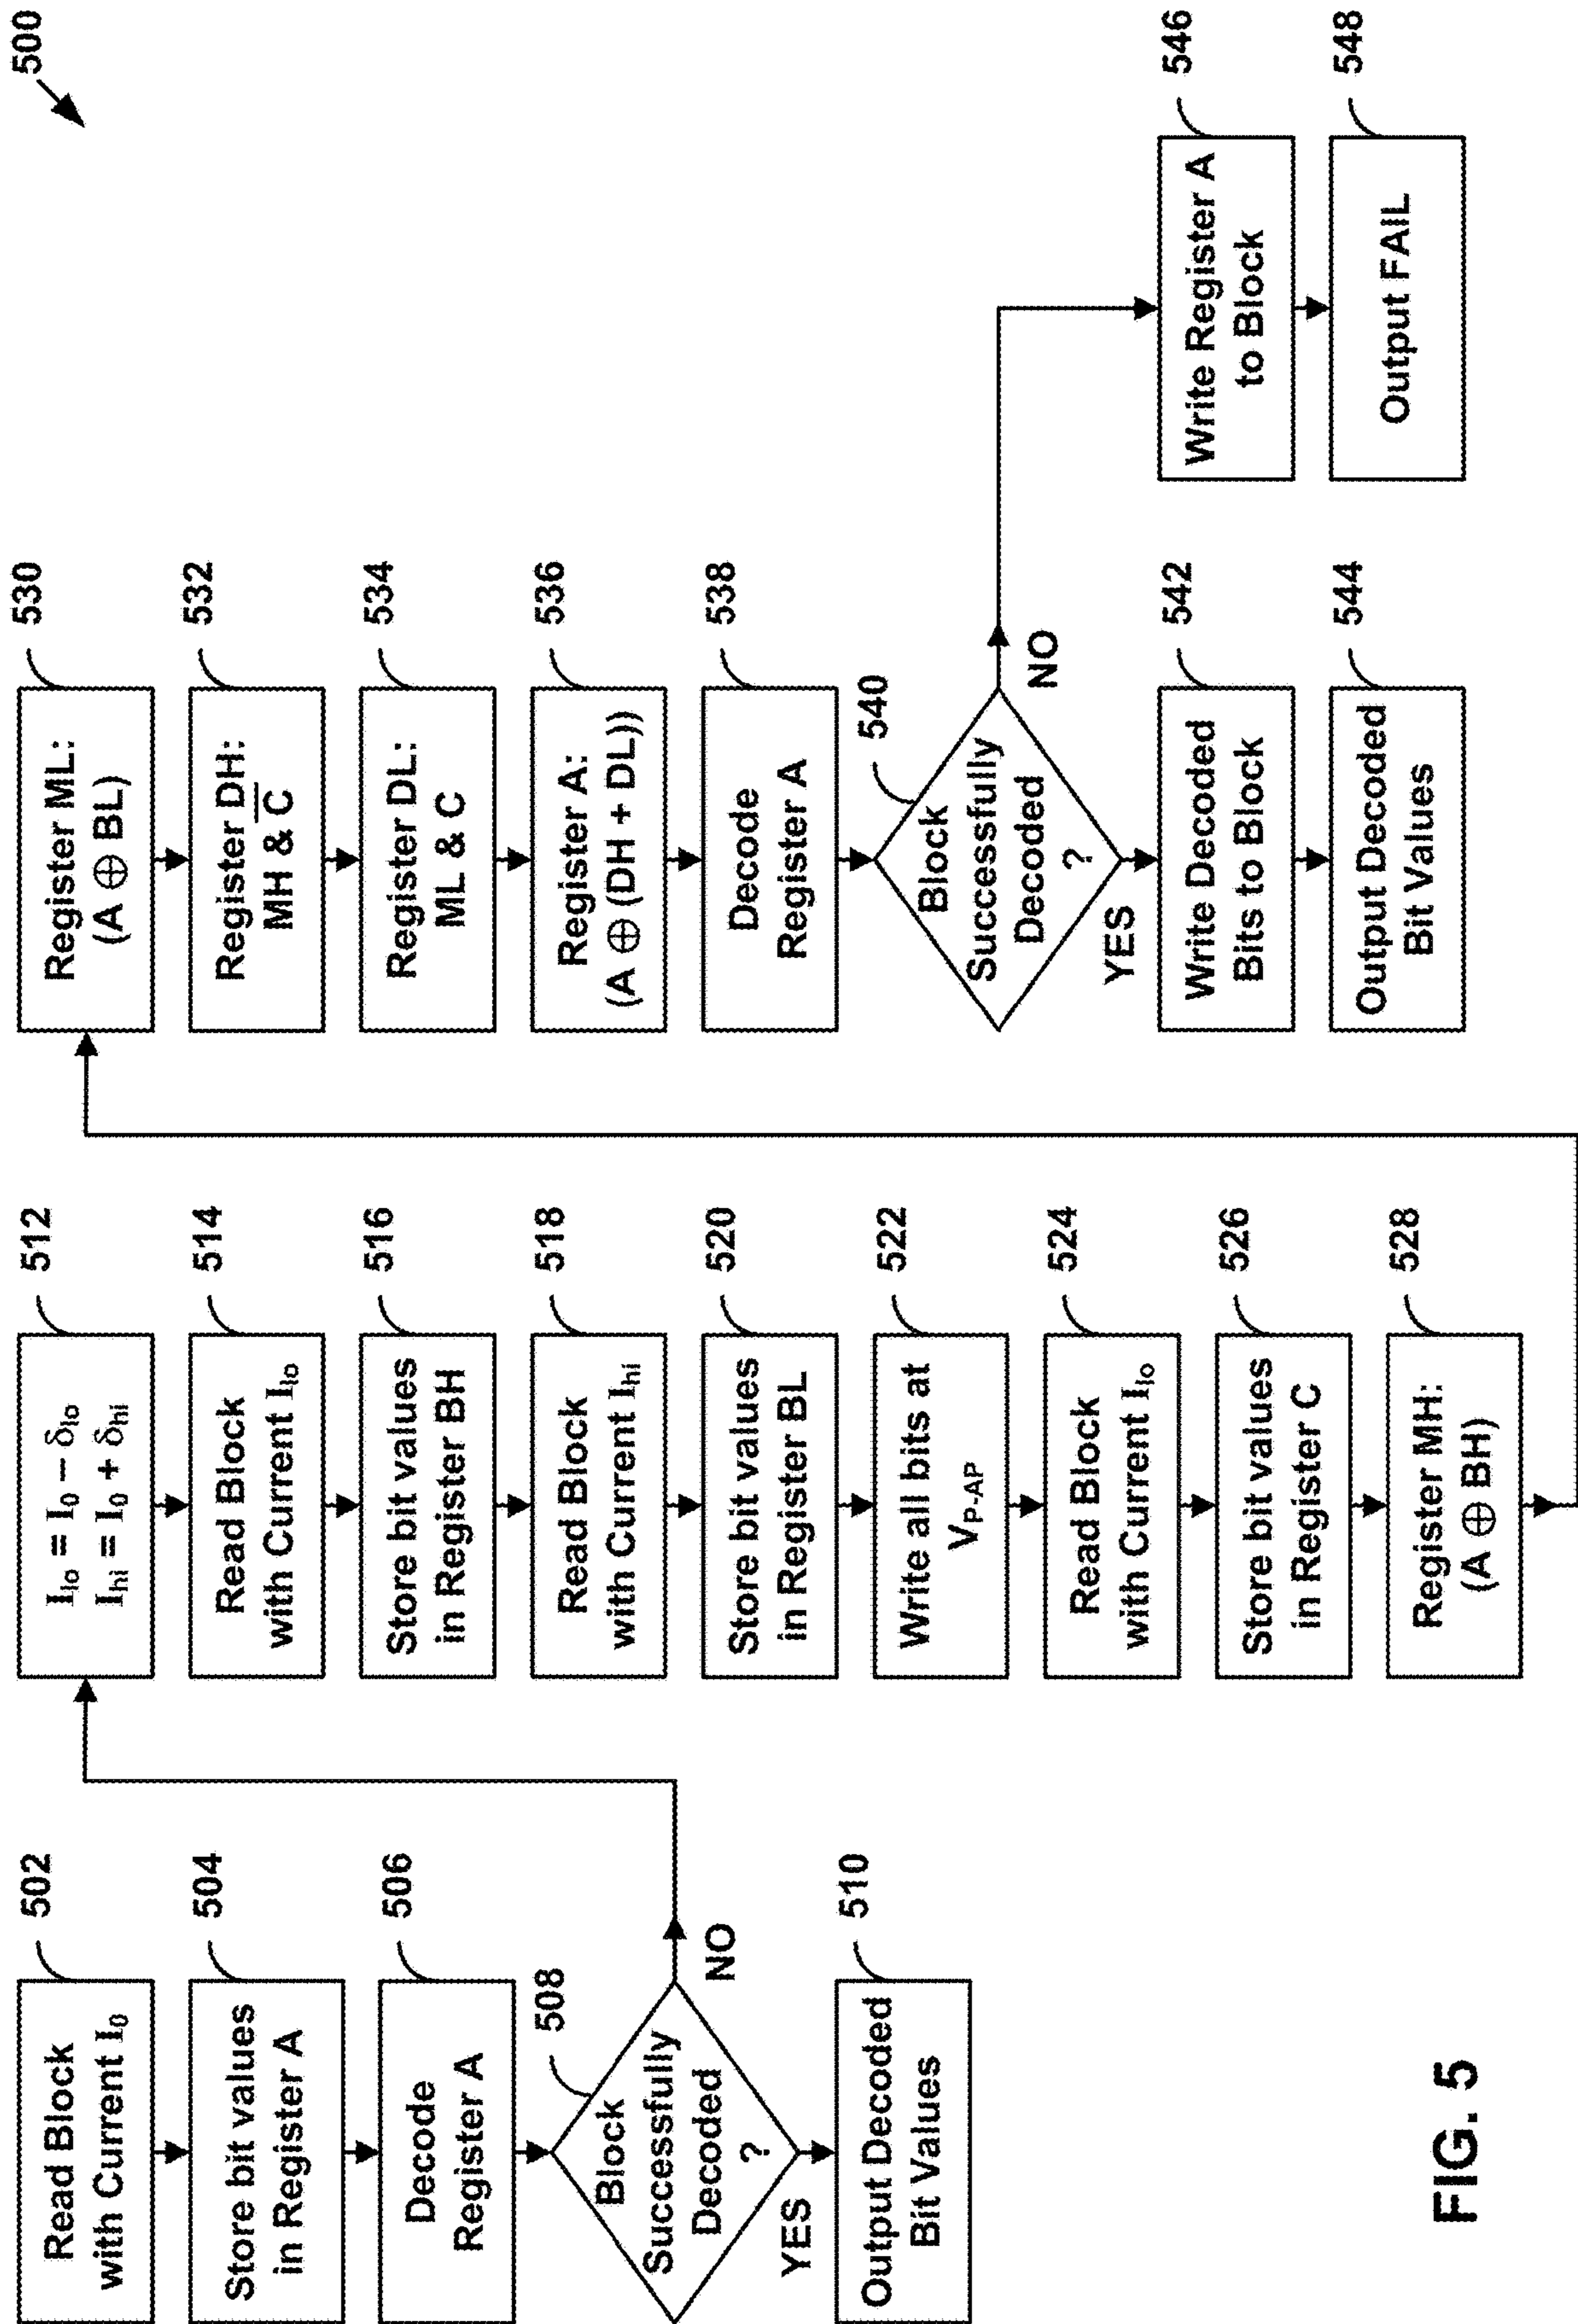 500
502
Read Block
with Current I₀
504
Store bit values
in Register A
506
Decode
Register A
508
Block
Successfully
Decoded
?
NO
YES
510
Output Decoded
Bit Values
512
Iₗₒ = I₀ – δₗₒ
I_hi = I₀ + δ_hi
514
Read Block
with Current Iₗₒ
516
Store bit values
in Register BH
518
Read Block
with Current I_hi
520
Store bit values
in Register BL
522
Write all bits at
V_P-AP
524
Read Block
with Current Iₗₒ
526
Store bit values
in Register C
528
Register MH:
(A ⊕ BH)
530
Register ML:
(A ⊕ BL)
532
Register DH:
MH & C̅
534
Register DL:
ML & C
536
Register A:
(A ⊕ (DH + DL))
538
Decode
Register A
540
Block
Successfully
Decoded
?
NO
YES
542
Write Decoded
Bits to Block
544
Output Decoded
Bit Values
546
Write Register A
to Block
548
Output FAIL
FIG. 5